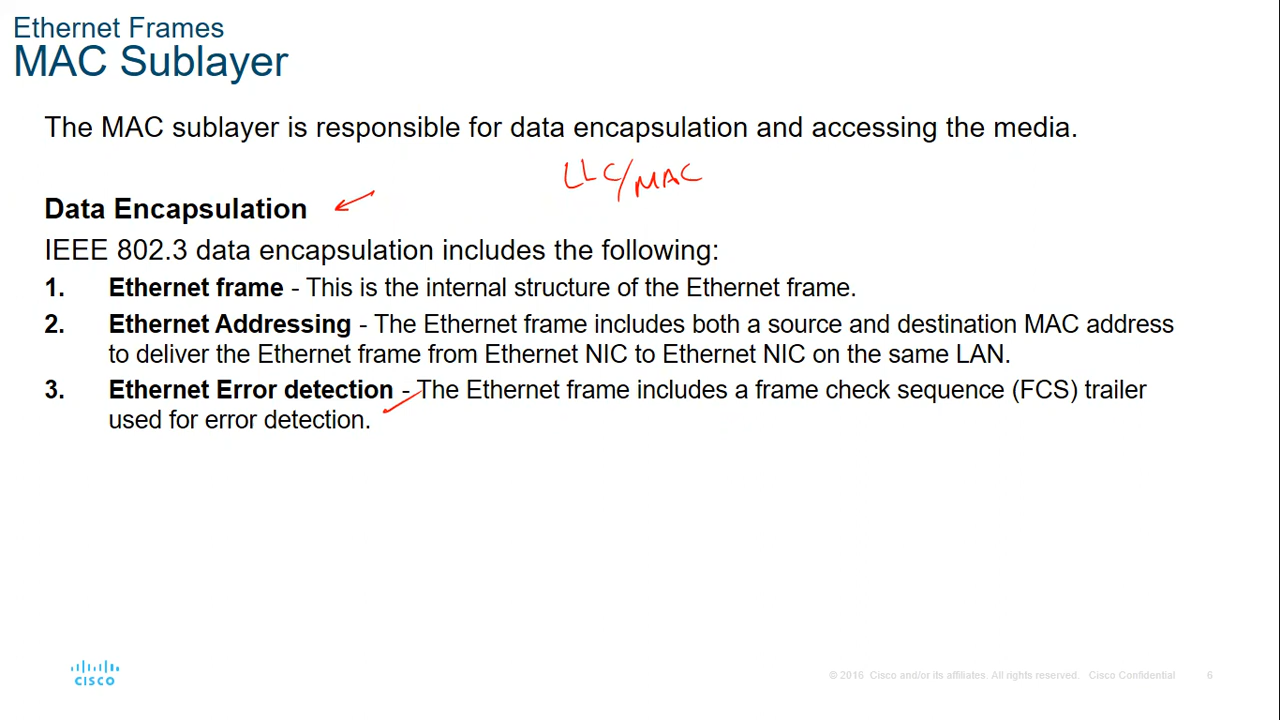 Ethernet Frames
MAC Sublayer
The MAC sublayer is responsible for data encapsulation and accessing the media.
LLC/MAC
Data Encapsulation
IEEE 802.3 data encapsulation includes the following:
1. Ethernet frame - This is the internal structure of the Ethernet frame.
2. Ethernet Addressing - The Ethernet frame includes both a source and destination MAC address
to deliver the Ethernet frame from Ethernet NIC to Ethernet NIC on the same LAN.
3. Ethernet Error detection - The Ethernet frame includes a frame check sequence (FCS) trailer
used for error detection.
CISCO
© 2016 Cisco and/or its affiliates. All rights reserved. Cisco Confidential 6